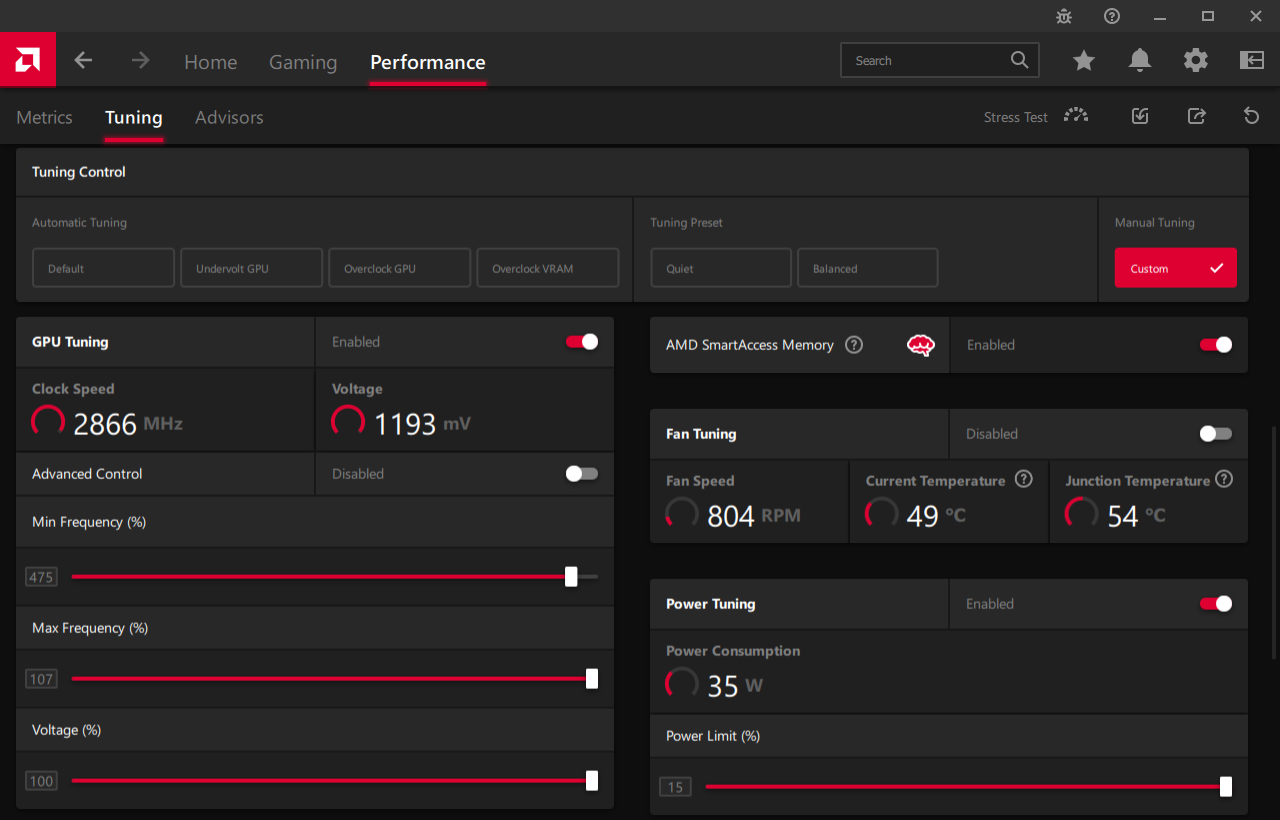 Home Gaming Performance Search
Metrics Tuning Advisors Stress Test
Tuning Control
Automatic Tuning
Default Undervolt GPU Overclock GPU Overclock VRAM
Tuning Preset
Quiet Balanced
Manual Tuning
Custom
GPU Tuning Enabled
Clock Speed Voltage
2866 MHz 1193 mV
Advanced Control Disabled
Min Frequency (%)
475
Max Frequency (%)
107
Voltage (%)
100
AMD SmartAccess Memory ? Enabled
Fan Tuning Disabled
Fan Speed Current Temperature ? Junction Temperature ?
804 RPM 49 °C 54 °C
Power Tuning Enabled
Power Consumption
35 W
Power Limit (%)
15